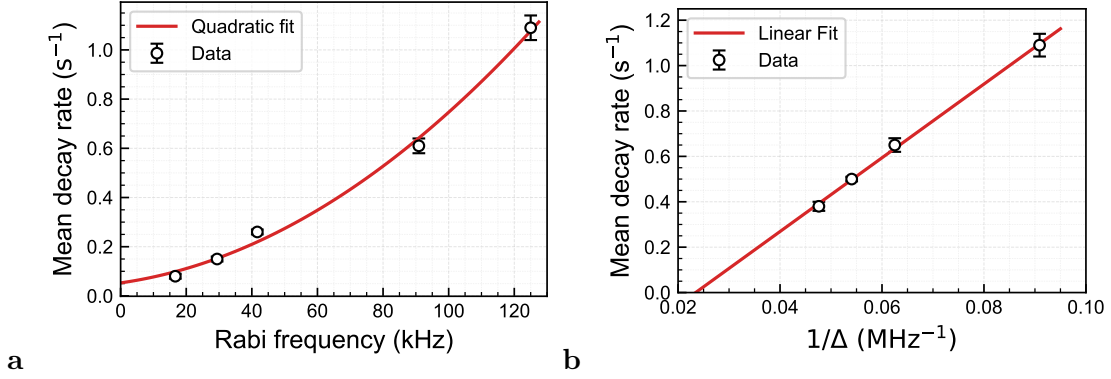 Quadratic fit
Data
Mean decay rate (s⁻¹)
0.0
0.2
0.4
0.6
0.8
1.0
0
20
40
60
80
100
120
Rabi frequency (kHz)
a
Linear Fit
Data
Mean decay rate (s⁻¹)
0.0
0.2
0.4
0.6
0.8
1.0
1.2
0.02
0.04
0.06
0.08
0.10
1/Δ (MHz⁻¹)
b